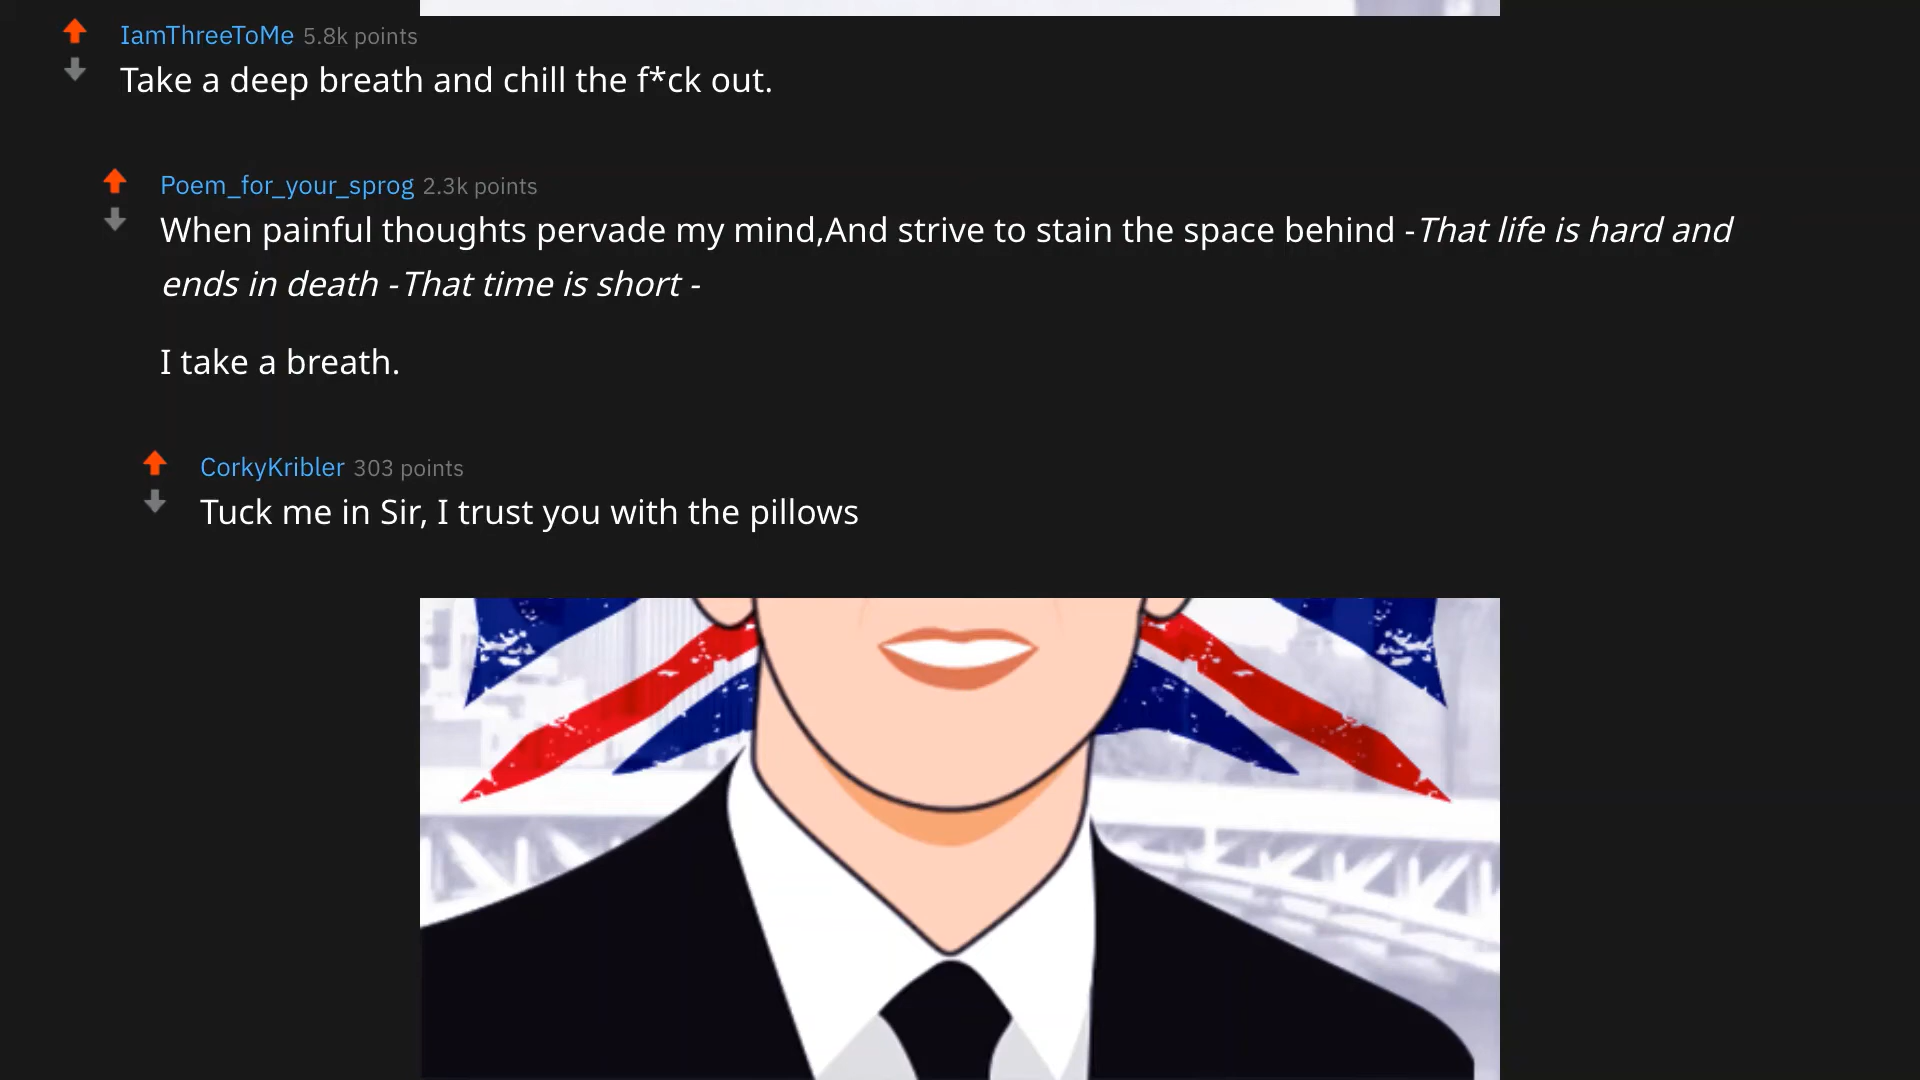 IamThreeToMe 5.8k points
Take a deep breath and chill the f*ck out.
Poem_for_your_sprog 2.3k points
When painful thoughts pervade my mind,And strive to stain the space behind -That life is hard and
ends in death -That time is short -
I take a breath.
CorkyKribler 303 points
Tuck me in Sir, I trust you with the pillows